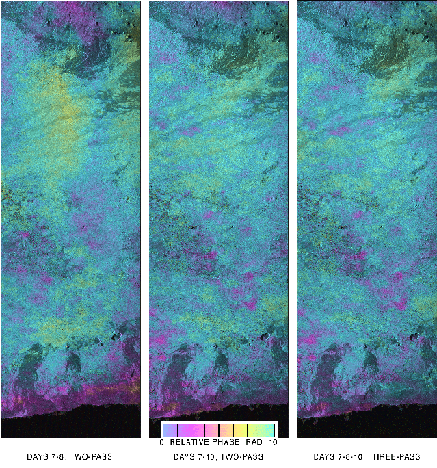 0 RELATIVE PHASE RAD 10
DAYS 7-8, TWO-PASS
DAYS 7-10, TWO-PASS
DAYS 7-8-10 THREE-PASS